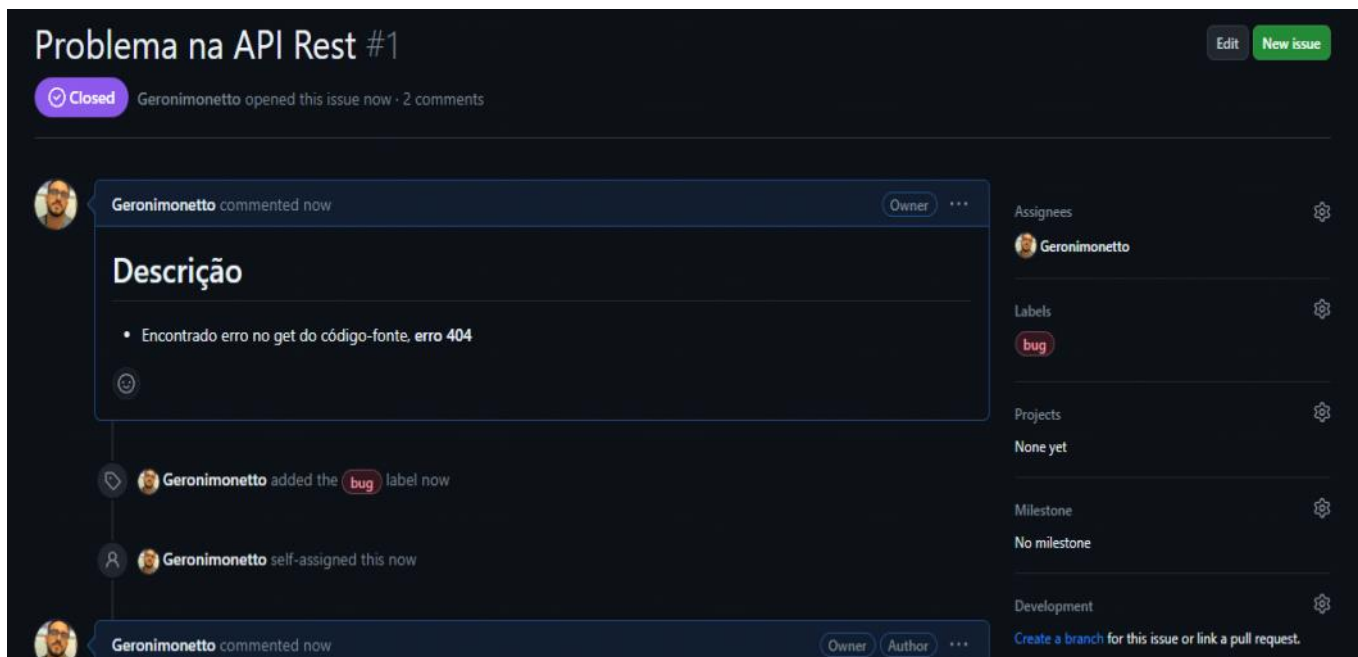 Problema na API Rest #1
Edit
New issue
Closed
Geronimonetto opened this issue now · 2 comments
Geronimonetto commented now
Owner
Descrição
• Encontrado erro no get do código-fonte, erro 404
Geronimonetto added the bug label now
Geronimonetto self-assigned this now
Geronimonetto commented now
Owner
Author
Assignees
Geronimonetto
Labels
bug
Projects
None yet
Milestone
No milestone
Development
Create a branch for this issue or link a pull request.